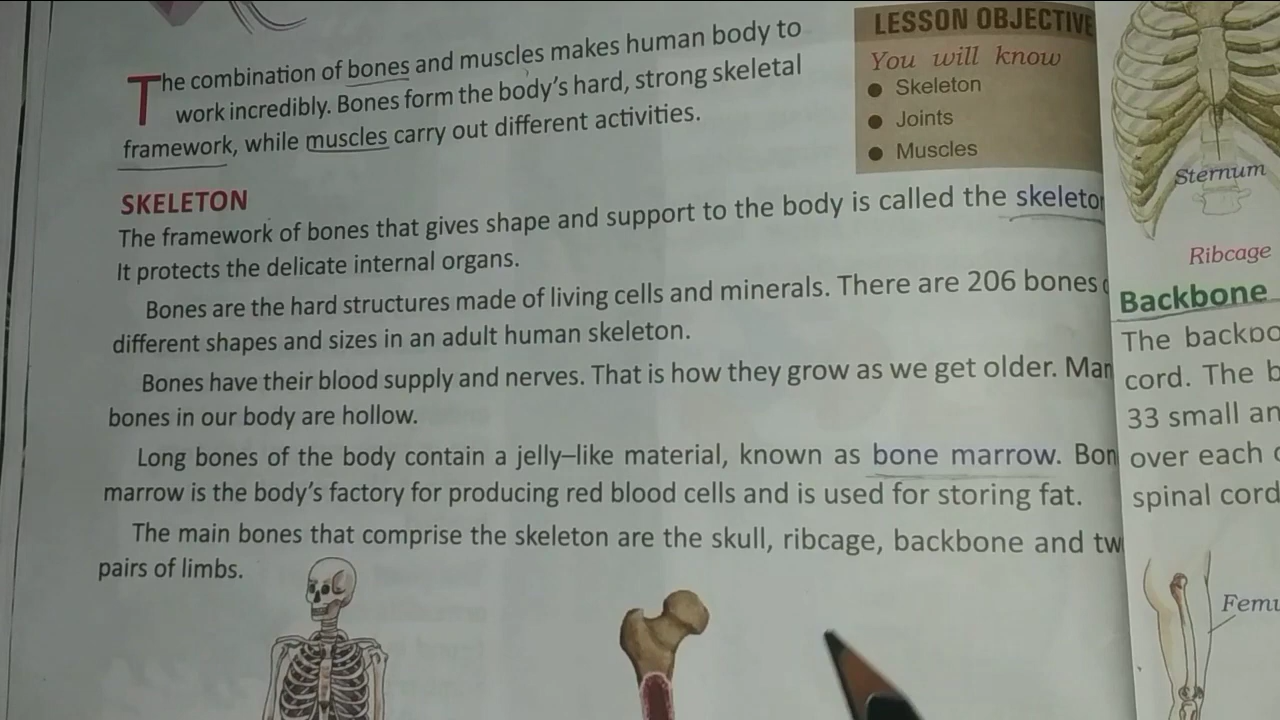 The combination of bones and muscles makes human body to
work incredibly. Bones form the body's hard, strong skeletal
framework, while muscles carry out different activities.
LESSON OBJECTIVE
You will know
● Skeleton
● Joints
● Muscles
SKELETON
The framework of bones that gives shape and support to the body is called the skeleto
It protects the delicate internal organs.
Bones are the hard structures made of living cells and minerals. There are 206 bones
different shapes and sizes in an adult human skeleton.
Bones have their blood supply and nerves. That is how they grow as we get older. Man
bones in our body are hollow.
Long bones of the body contain a jelly–like material, known as bone marrow. Bon
marrow is the body's factory for producing red blood cells and is used for storing fat.
The main bones that comprise the skeleton are the skull, ribcage, backbone and tw
pairs of limbs.
Sternum
Ribcage
Backbone
The backbo
cord. The b
33 small an
over each
spinal cord
Femu